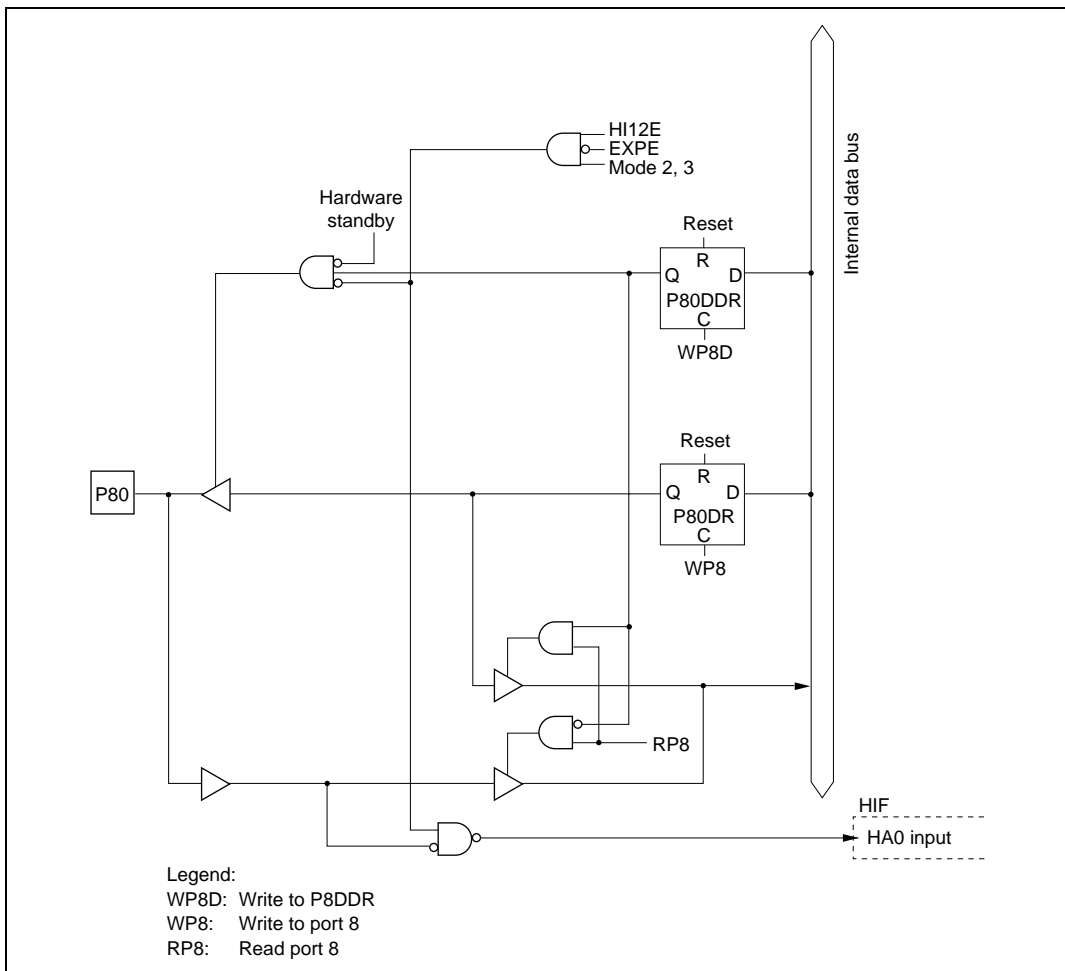 HI12E
EXPE
Mode 2, 3
Hardware
standby
Internal data bus
Reset
R
Q
D
P80DDR
C
WP8D
Reset
P80
R
Q
D
P80DR
C
WP8
RP8
HIF
HA0 input
Legend:
WP8D: Write to P8DDR
WP8: Write to port 8
RP8: Read port 8